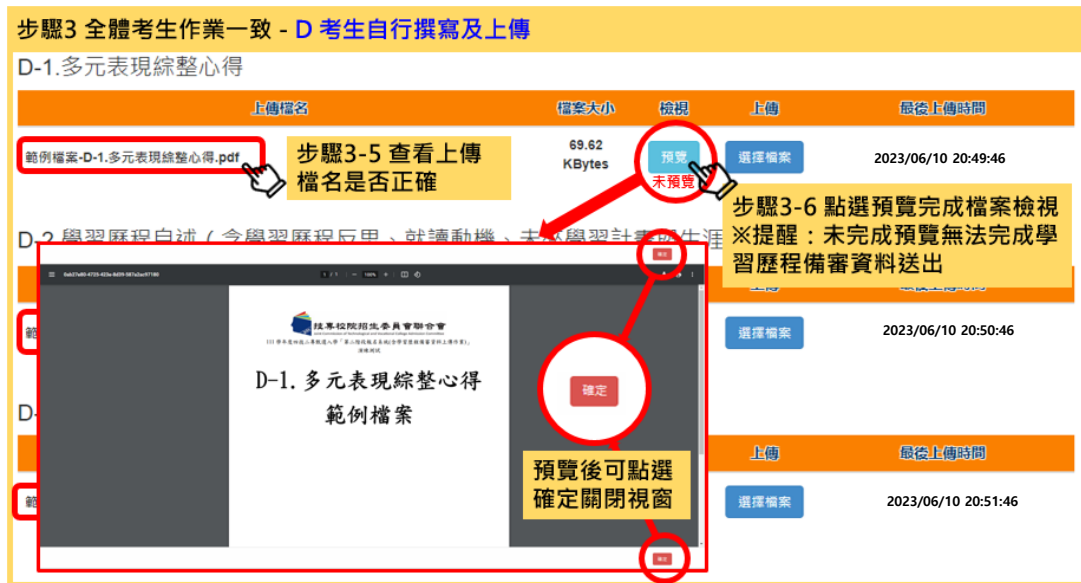 步驟3 全體考生作業一致 - D 考生自行撰寫及上傳
D-1.多元表現綜整心得
上傳檔名 檔案大小 檢視 上傳 最後上傳時間
範例檔案-D-1.多元表現綜整心得.pdf
69.62
KBytes
預覽
未預覽
選擇檔案
2023/06/10 20:49:46
步驟3-5 查看上傳
檔名是否正確
步驟3-6 點選預覽完成檔案檢視
※提醒：未完成預覽無法完成學
習歷程備審資料送出
D-2.學習歷程自述（含學習歷程反思、就讀動機、未來學習計畫與生涯
上傳 最後上傳時間
選擇檔案
2023/06/10 20:50:46
確定
1 / 1
100%
技專校院招生委員會聯合會
D-1.多元表現綜整心得
範例檔案
確定
預覽後可點選
確定關閉視窗
確定
D-
上傳 最後上傳時間
範
選擇檔案
2023/06/10 20:51:46